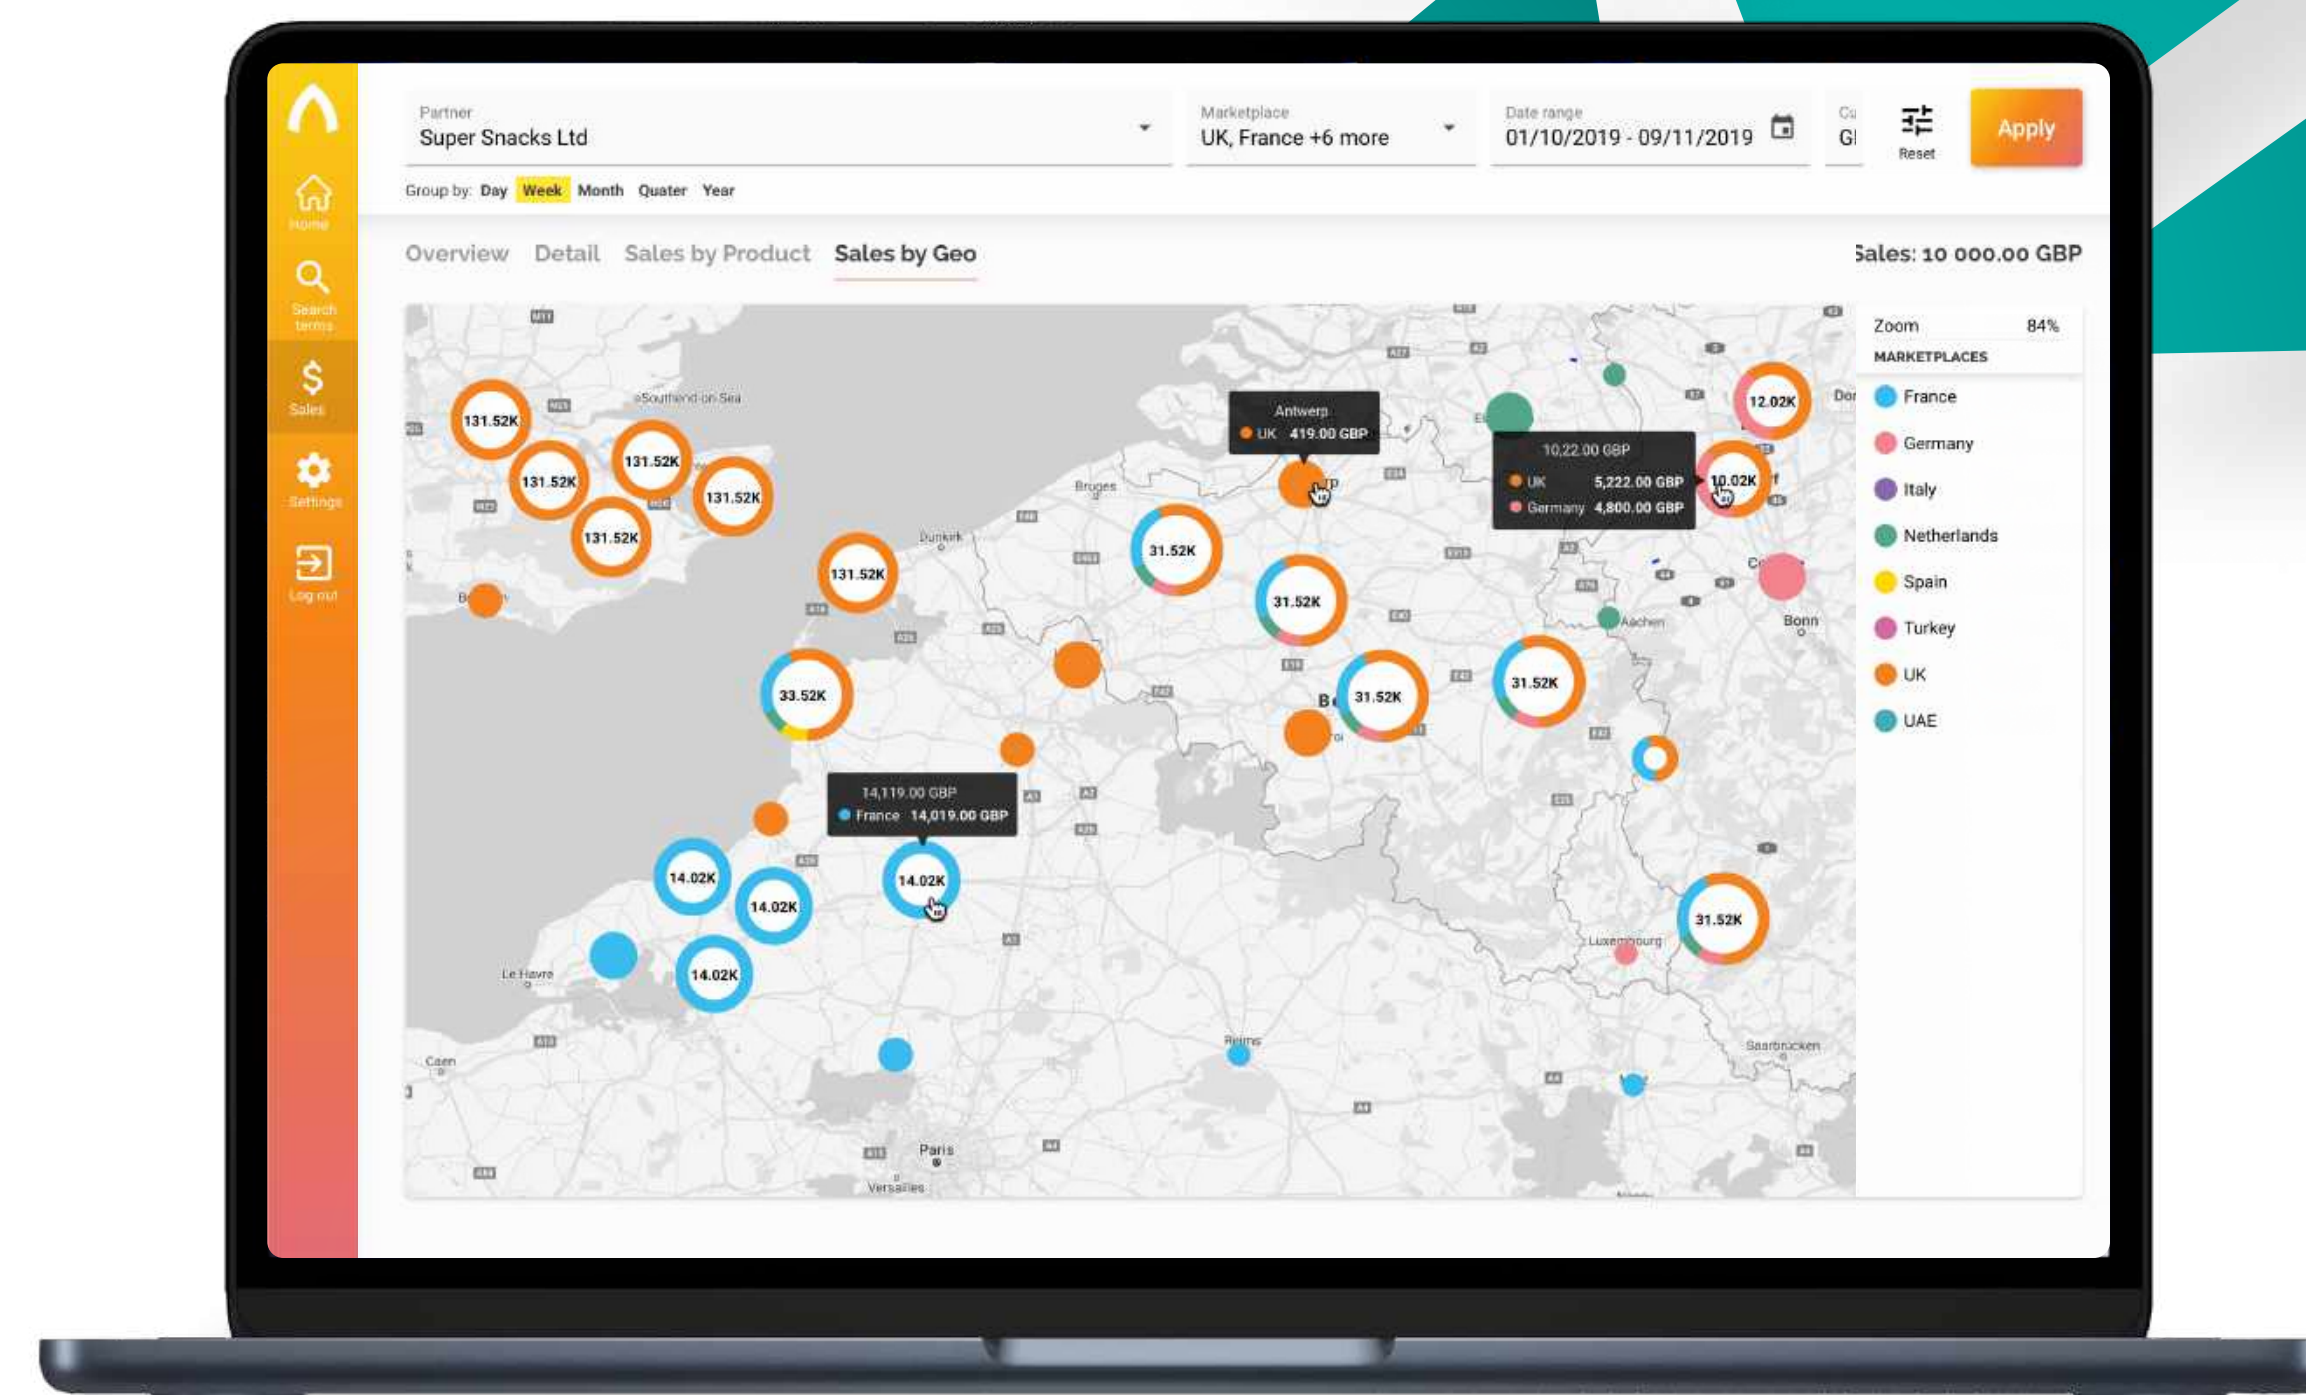 Partner
Super Snacks Ltd
Marketplace
UK, France +6 more
Date range
01/10/2019 - 09/11/2019
Reset
Apply
Group by: Day Week Month Quater Year
Home
Search
terms
Sales
Settings
Log out
Overview Detail Sales by Product Sales by Geo
Sales: 10 000.00 GBP
Zoom 84%
MARKETPLACES
France
Germany
Italy
Netherlands
Spain
Turkey
UK
UAE
Southend-on-Sea
131.52K
131.52K
131.52K
131.52K
131.52K
131.52K
Antwerp
UK 419.00 GBP
12.02K
10,22.00 GBP
UK 5,222.00 GBP
Germany 4,800.00 GBP
10.02K
Bruges
Dunkirk
31.52K
31.52K
Aachen
Bonn
33.52K
31.52K
31.52K
14,119.00 GBP
France 14,019.00 GBP
14.02K
14.02K
14.02K
14.02K
31.52K
Luxembourg
Le Havre
Caen
Reims
Saarbrucken
Paris
Versailles